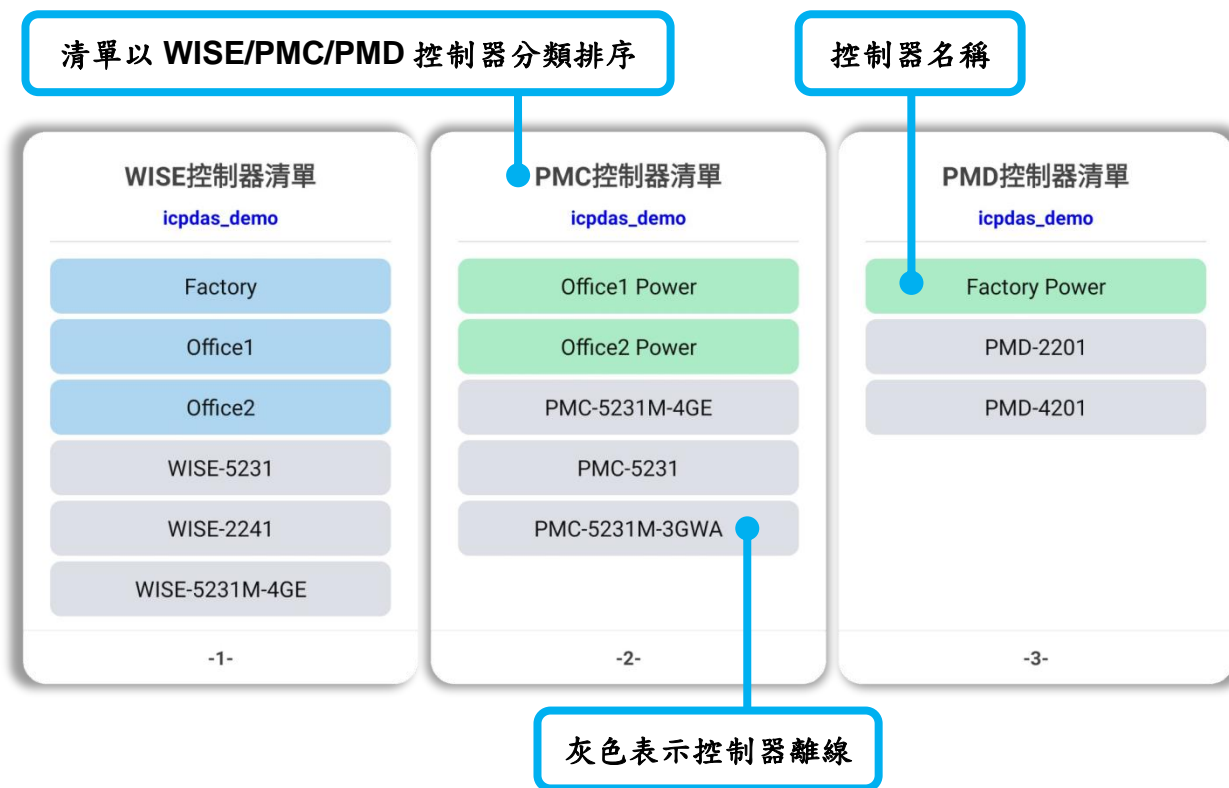 清單以 WISE/PMC/PMD 控制器分類排序
控制器名稱
WISE控制器清單
icpdas_demo
Factory
Office1
Office2
WISE-5231
WISE-2241
WISE-5231M-4GE
-1-
PMC控制器清單
icpdas_demo
Office1 Power
Office2 Power
PMC-5231M-4GE
PMC-5231
PMC-5231M-3GWA
-2-
PMD控制器清單
icpdas_demo
Factory Power
PMD-2201
PMD-4201
-3-
灰色表示控制器離線